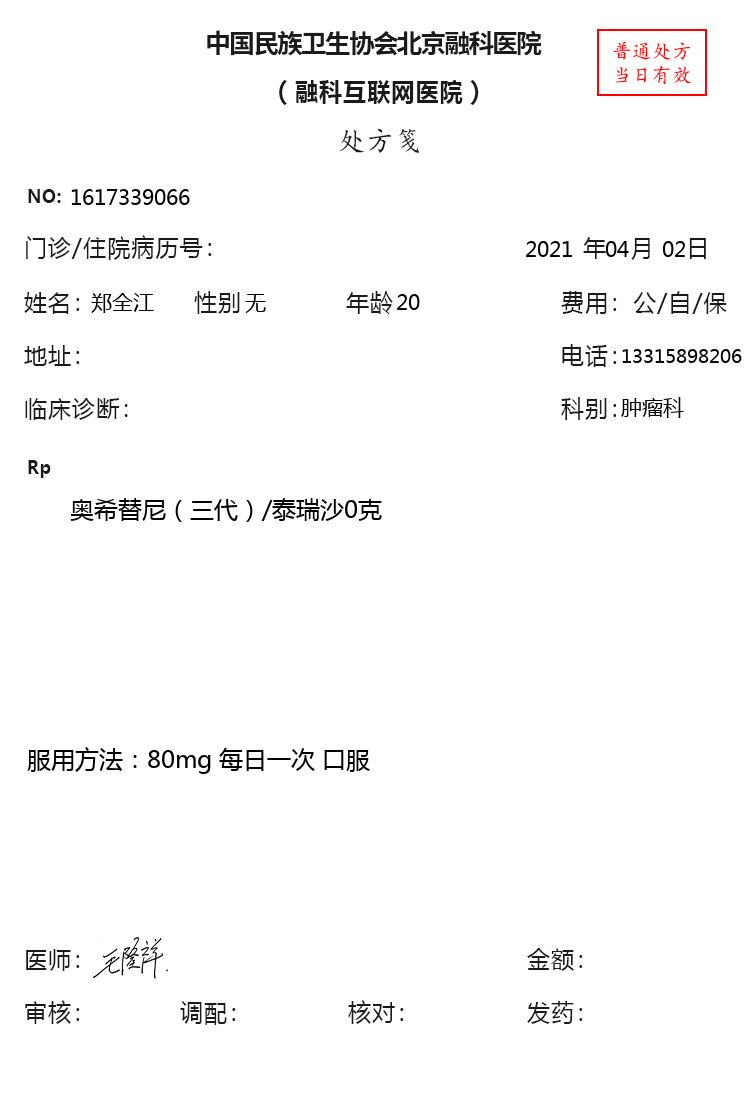 中国民族卫生协会北京融科医院
普通处方
当日有效
（融科互联网医院）
处方笺
NO: 1617339066
门诊/住院病历号： 2021 年04月 02日
姓名：郑全江 性别 无 年龄 20 费用：公/自/保
地址： 电话：13315898206
临床诊断： 科别：肿瘤科
Rp
奥希替尼（三代）/泰瑞沙0克
服用方法：80mg 每日一次 口服
医师：毛隆祥 金额：
审核： 调配： 核对： 发药：